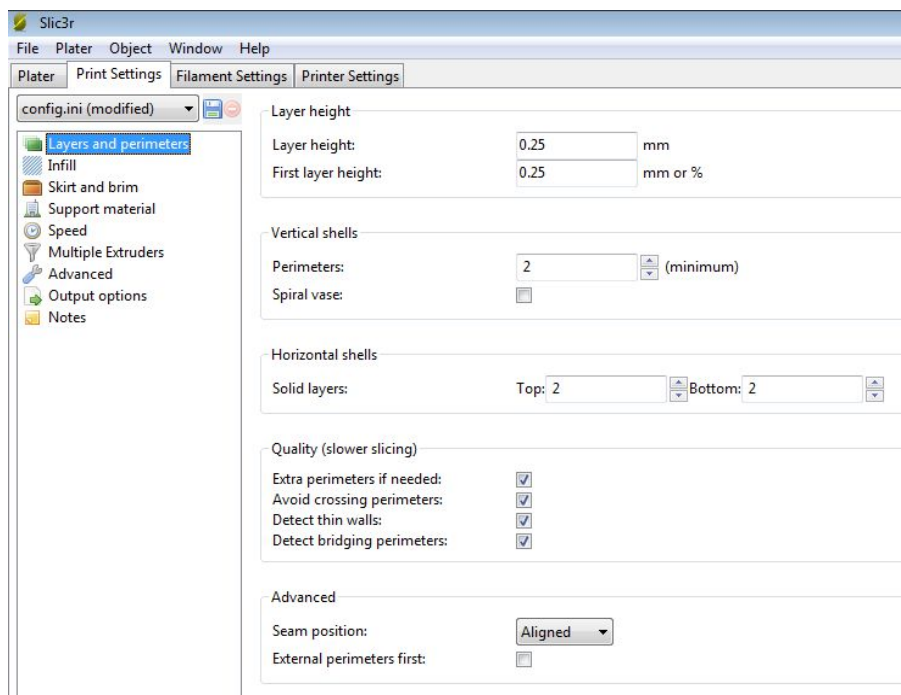 Slic3r
File Plater Object Window Help
Plater Print Settings Filament Settings Printer Settings
config.ini (modified)
Layers and perimeters
Infill
Skirt and brim
Support material
Speed
Multiple Extruders
Advanced
Output options
Notes
Layer height
Layer height: 0.25 mm
First layer height: 0.25 mm or %
Vertical shells
Perimeters: 2 (minimum)
Spiral vase:
Horizontal shells
Solid layers: Top: 2 Bottom: 2
Quality (slower slicing)
Extra perimeters if needed:
Avoid crossing perimeters:
Detect thin walls:
Detect bridging perimeters:
Advanced
Seam position: Aligned
External perimeters first: